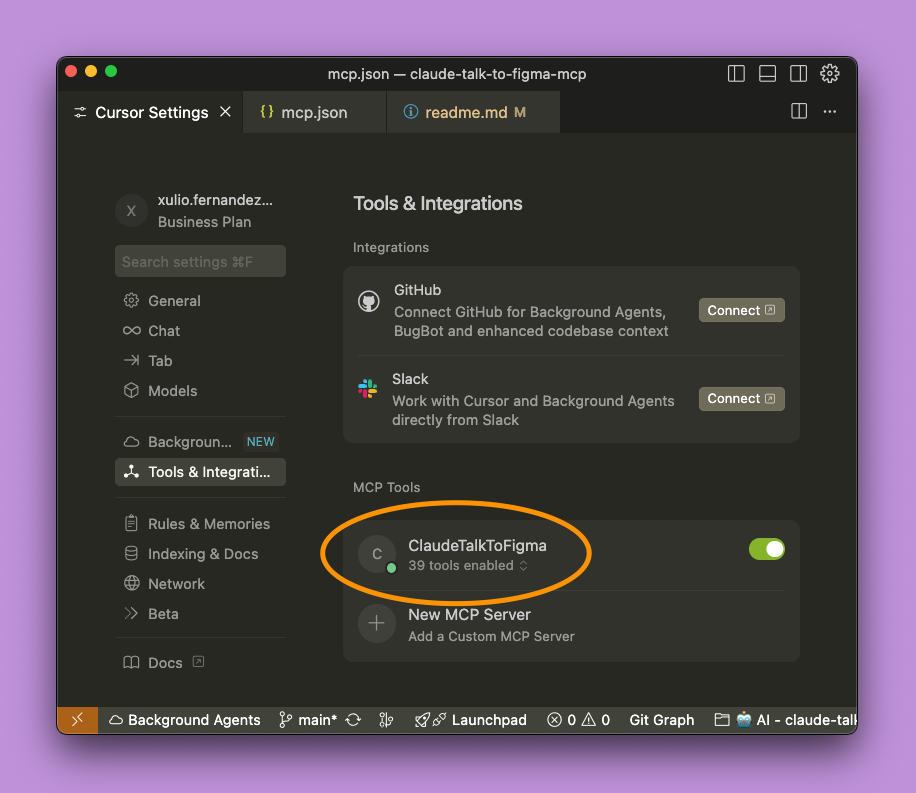 mcp.json — claude-talk-to-figma-mcp
Cursor Settings
{} mcp.json
readme.md M
X
xulio.fernandez...
Business Plan
Search settings ⌘F
General
Chat
Tab
Models
Backgroun... NEW
Tools & Integrati...
Rules & Memories
Indexing & Docs
Network
Beta
Docs
Tools & Integrations
Integrations
GitHub
Connect GitHub for Background Agents,
BugBot and enhanced codebase context
Connect
Slack
Work with Cursor and Background Agents
directly from Slack
Connect
MCP Tools
C
ClaudeTalkToFigma
39 tools enabled
New MCP Server
Add a Custom MCP Server
Background Agents main* Launchpad 0 0 Git Graph AI - claude-talk